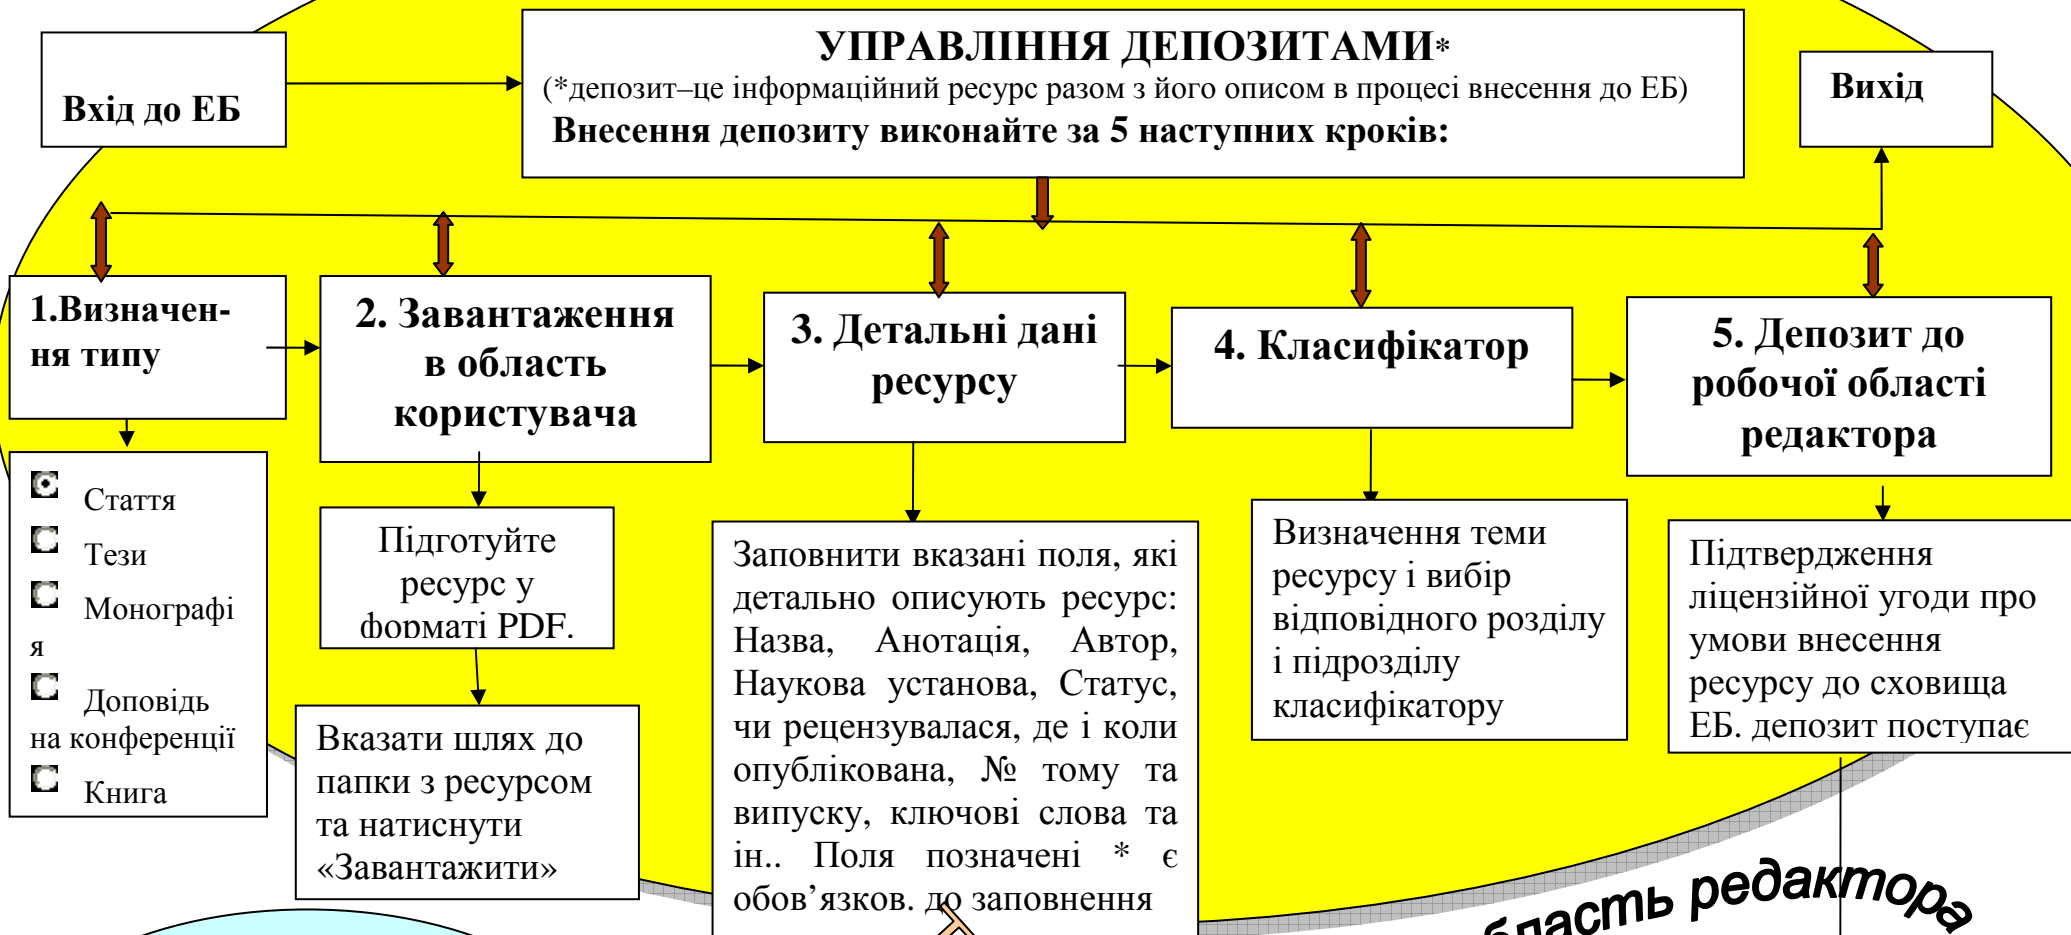 УПРАВЛІННЯ ДЕПОЗИТАМИ*
(*депозит–це інформаційний ресурс разом з його описом в процесі внесення до ЕБ)
Внесення депозиту виконайте за 5 наступних кроків:
Вхід до ЕБ
Вихід
1.Визначен-
ня типу
2. Завантаження
в область
користувача
3. Детальні дані
ресурсу
4. Класифікатор
5. Депозит до
робочої області
редактора
Стаття
Тези
Монографі
я
Доповідь
на конференції
Книга
Підготуйте
ресурс у
форматі PDF.
Вказати шлях до
папки з ресурсом
та натиснути
«Завантажити»
Заповнити вказані поля, які
детально описують ресурс:
Назва, Анотація, Автор,
Наукова установа, Статус,
чи рецензувалася, де і коли
опублікована, № тому та
випуску, ключові слова та
ін.. Поля позначені * є
обов’язков. до заповнення
Визначення теми
ресурсу і вибір
відповідного розділу
і підрозділу
класифікатору
Підтвердження
ліцензійної угоди про
умови внесення
ресурсу до сховища
ЕБ. депозит поступає
бласть редактора